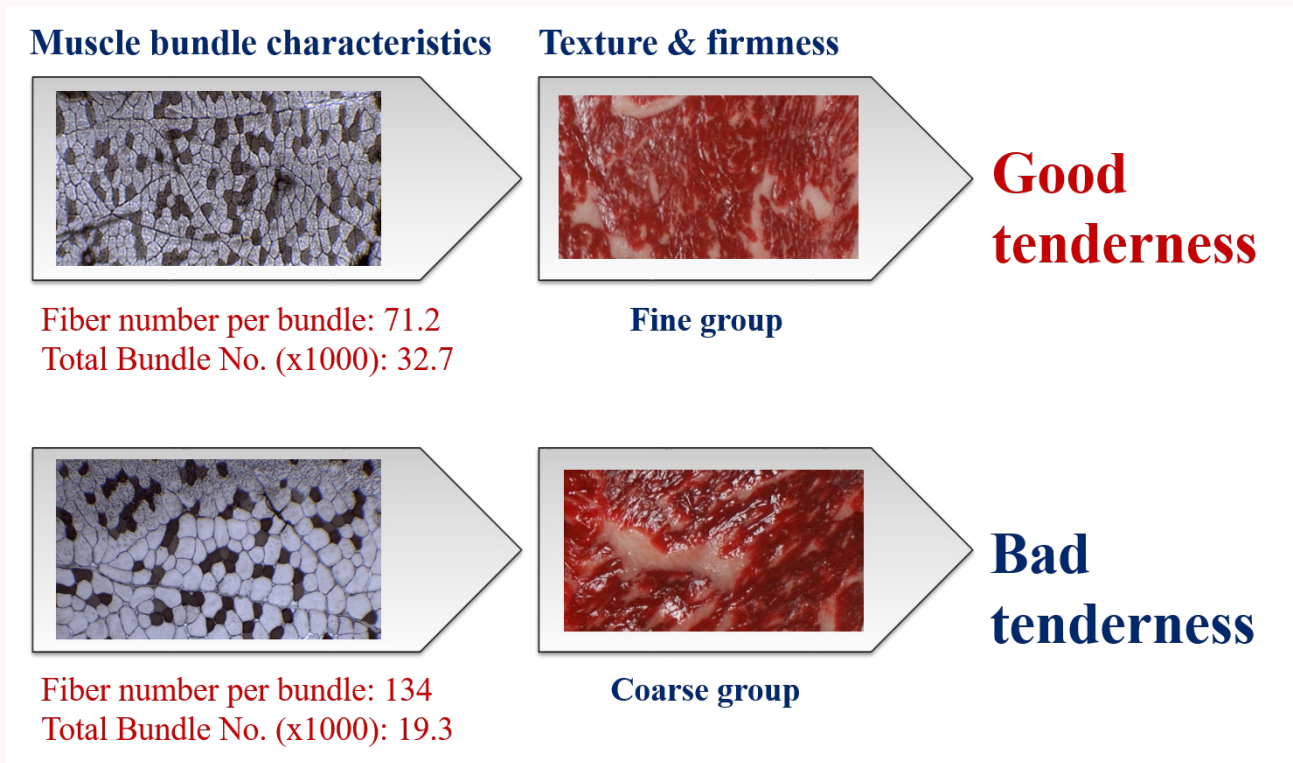 Muscle bundle characteristics
Texture & firmness
Fiber number per bundle: 71.2
Total Bundle No. (x1000): 32.7
Fine group
Good
tenderness
Fiber number per bundle: 134
Total Bundle No. (x1000): 19.3
Coarse group
Bad
tenderness